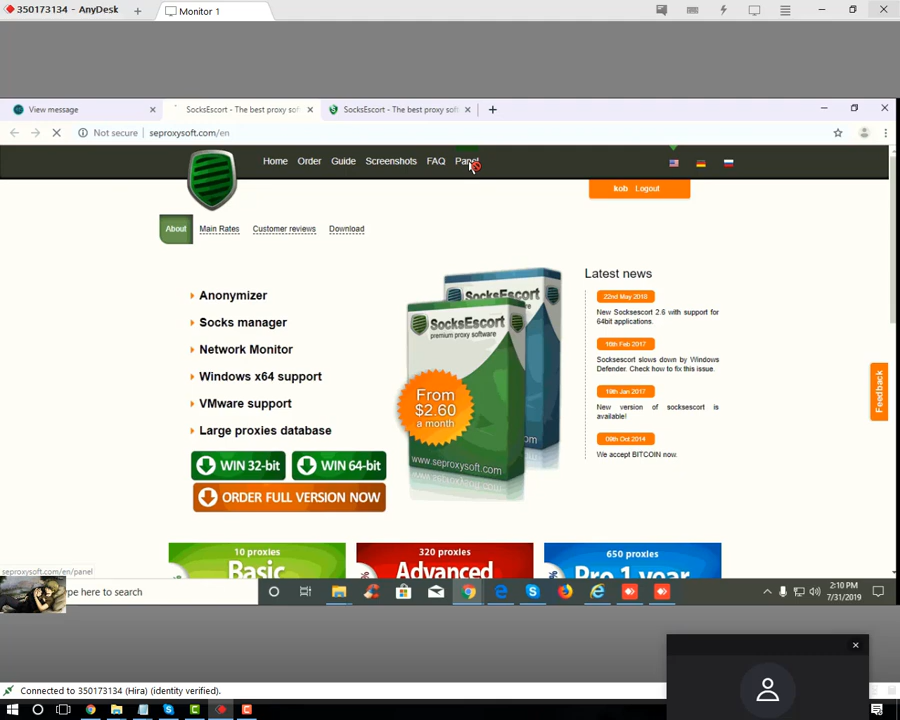 350173134 - AnyDesk
Monitor 1
View message
SocksEscort - The best proxy sof
SocksEscort - The best proxy soft
Not secure
seproxysoft.com/en
Home
Order
Guide
Screenshots
FAQ
Panel
kob Logout
About
Main Rates
Customer reviews
Download
Anonymizer
Socks manager
Network Monitor
Windows x64 support
VMware support
Large proxies database
WIN 32-bit
WIN 64-bit
ORDER FULL VERSION NOW
SocksEscort
SocksEscort
premium proxy software
From
$2.60
a month
www.seproxysoft.com
Latest news
22nd May 2018
New Socksescort 2.6 with support for
64bit applications.
16th Feb 2017
Socksescort slows down by Windows
Defender. Check how to fix this issue.
19th Jan 2017
New version of socksescort is
available!
09th Oct 2014
We accept BITCOIN now.
Feedback
10 proxies
Basic
320 proxies
Advanced
650 proxies
Pro 1 year
seproxysoft.com/en/panel
ype here to search
2:10 PM
7/31/2019
Connected to 350173134 (Hira) (identity verified).